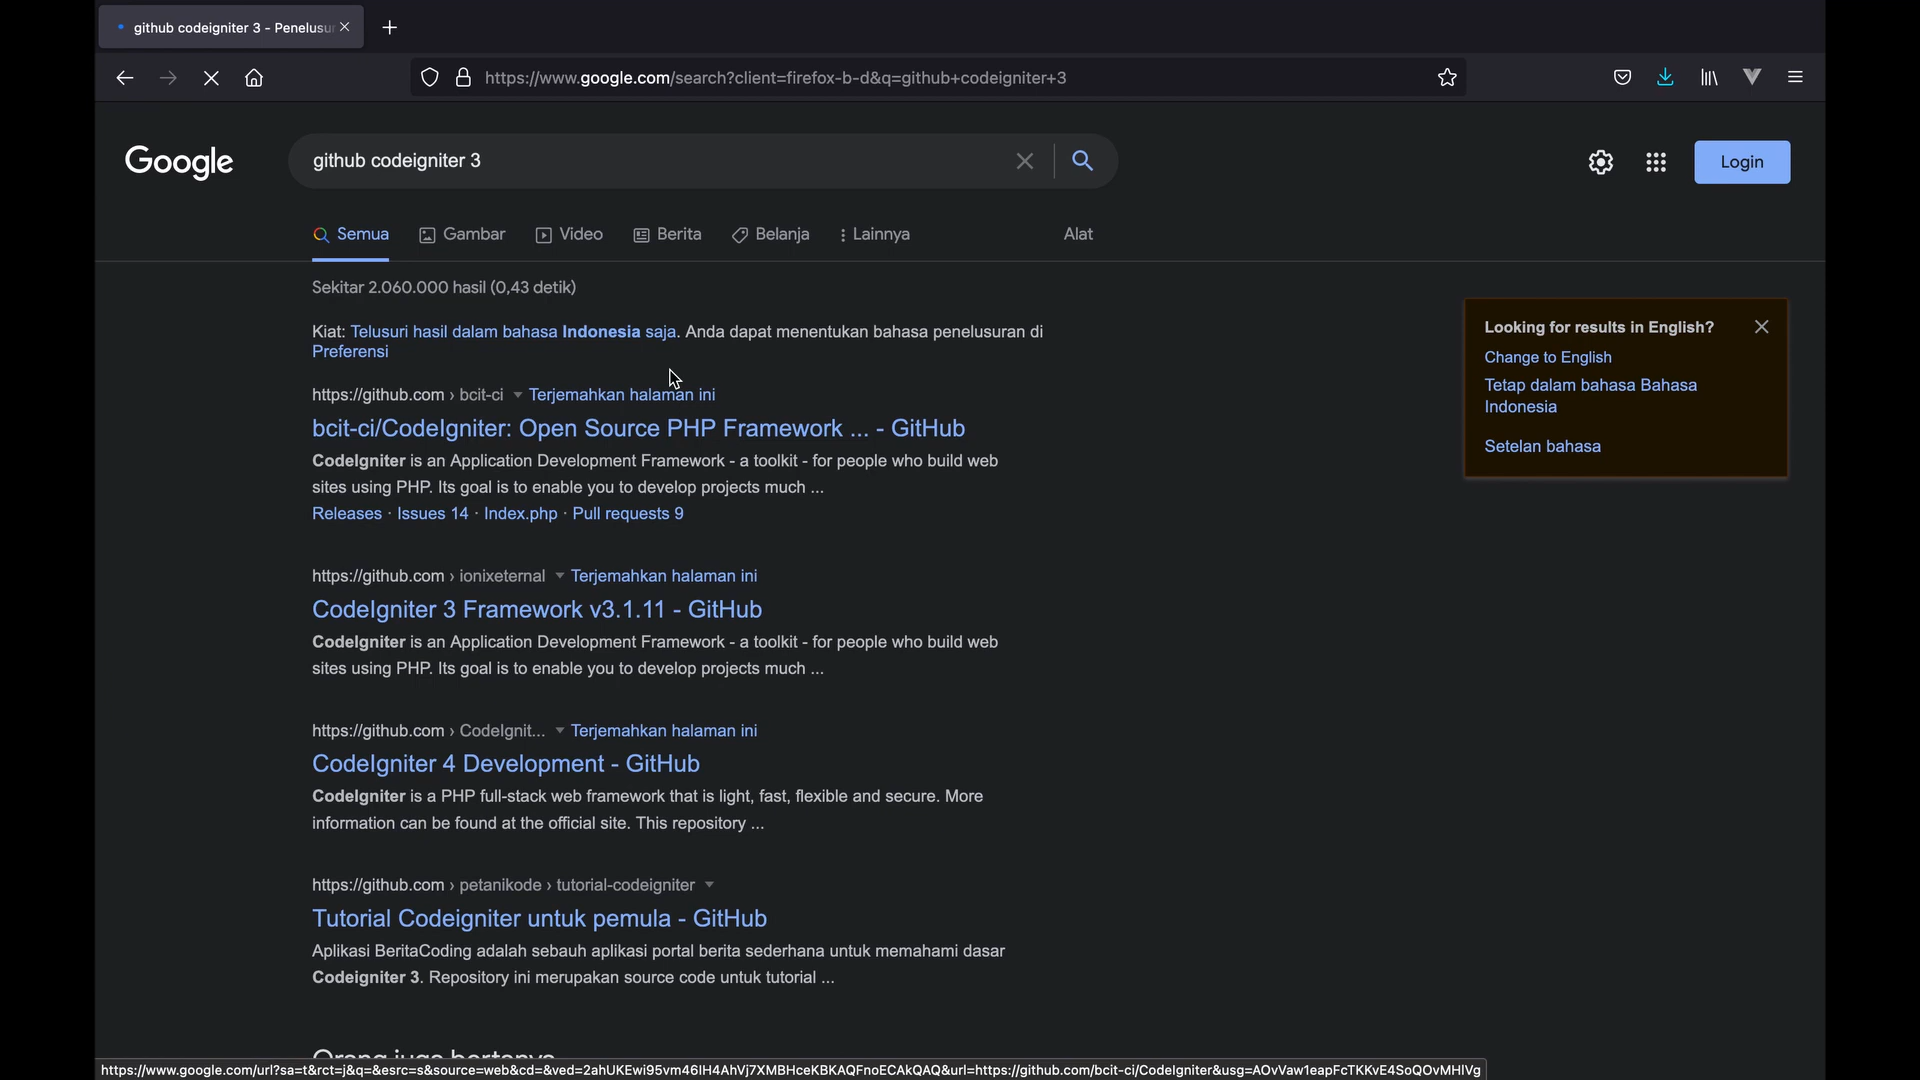 github codeigniter 3 - Penelusur
https://www.google.com/search?client=firefox-b-d&q=github+codeigniter+3
Google
github codeigniter 3
Login
Semua
Gambar
Video
Berita
Belanja
Lainnya
Alat
Sekitar 2.060.000 hasil (0,43 detik)
Kiat: Telusuri hasil dalam bahasa Indonesia saja. Anda dapat menentukan bahasa penelusuran di
Preferensi
https://github.com › bcit-ci Terjemahkan halaman ini
bcit-ci/CodeIgniter: Open Source PHP Framework ... - GitHub
CodeIgniter is an Application Development Framework - a toolkit - for people who build web
sites using PHP. Its goal is to enable you to develop projects much ...
Releases · Issues 14 · Index.php · Pull requests 9
https://github.com › ionixeternal Terjemahkan halaman ini
CodeIgniter 3 Framework v3.1.11 - GitHub
CodeIgniter is an Application Development Framework - a toolkit - for people who build web
sites using PHP. Its goal is to enable you to develop projects much ...
https://github.com › CodeIgnit... Terjemahkan halaman ini
CodeIgniter 4 Development - GitHub
CodeIgniter is a PHP full-stack web framework that is light, fast, flexible and secure. More
information can be found at the official site. This repository ...
https://github.com › petanikode › tutorial-codeigniter
Tutorial Codeigniter untuk pemula - GitHub
Aplikasi BeritaCoding adalah sebauh aplikasi portal berita sederhana untuk memahami dasar
Codeigniter 3. Repository ini merupakan source code untuk tutorial ...
Looking for results in English?
Change to English
Tetap dalam bahasa Bahasa
Indonesia
Setelan bahasa
Orang juga bertanya
https://www.google.com/url?sa=t&rct=j&q=&esrc=s&source=web&cd=&ved=2ahUKEwi95vm46IH4AhVj7XMBHceKBKAQFnoECAkQAQ&url=https://github.com/bcit-ci/CodeIgniter&usg=AOvVaw1eapFcTKKvE4SoQOvMHIVg